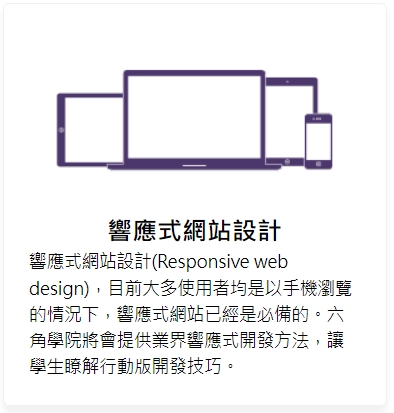 響應式網站設計
響應式網站設計(Responsive web
design)，目前大多使用者均是以手機瀏覽
的情況下，響應式網站已經是必備的。六
角學院將會提供業界響應式開發方法，讓
學生瞭解行動版開發技巧。